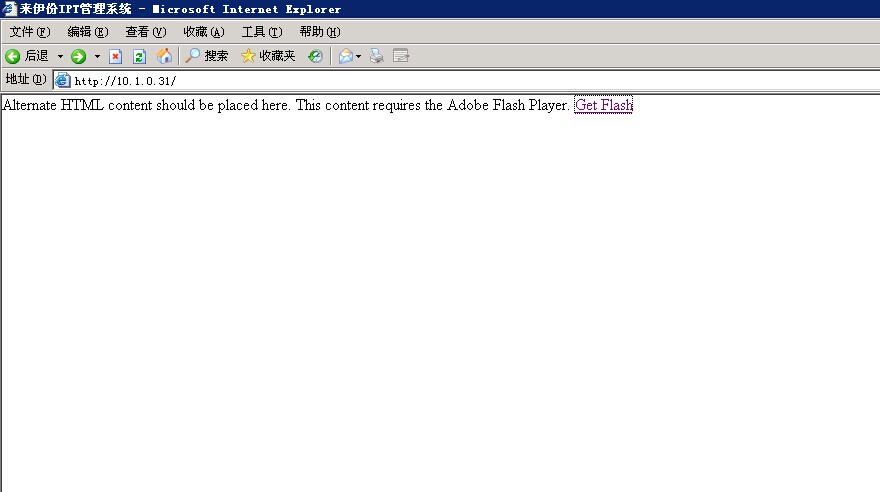 来伊份IPT管理系统 - Microsoft Internet Explorer
文件(F) 编辑(E) 查看(V) 收藏(A) 工具(T) 帮助(H)
后退 搜索 收藏夹
地址(D) http://10.1.0.31/
Alternate HTML content should be placed here. This content requires the Adobe Flash Player. Get Flash